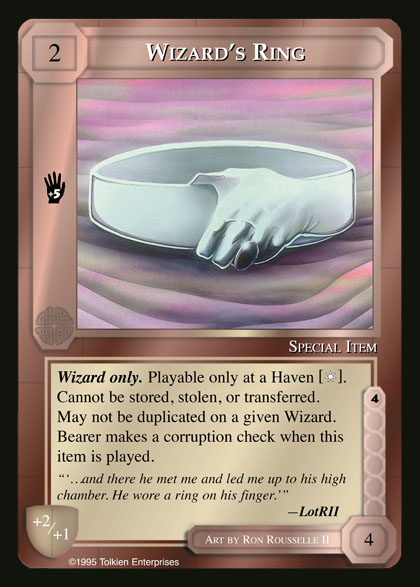 2
WIZARD'S RING
+5
SPECIAL ITEM
Wizard only. Playable only at a Haven [☼].
Cannot be stored, stolen, or transferred.
May not be duplicated on a given Wizard.
Bearer makes a corruption check when this
item is played.
"'…and there he met me and led me up to his high
chamber. He wore a ring on his finger.'"
–LotRII
4
+2/+1
ART BY RON ROUSSELLE II
4
©1995 Tolkien Enterprises